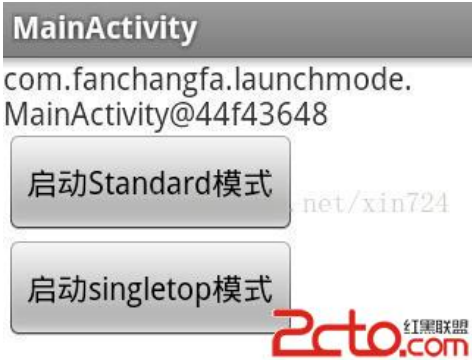 MainActivity
com.fanchangfa.launchmode.
MainActivity@44f43648
启动Standard模式
.net/xin724
启动singletop模式
2cto
红黑联盟
.com